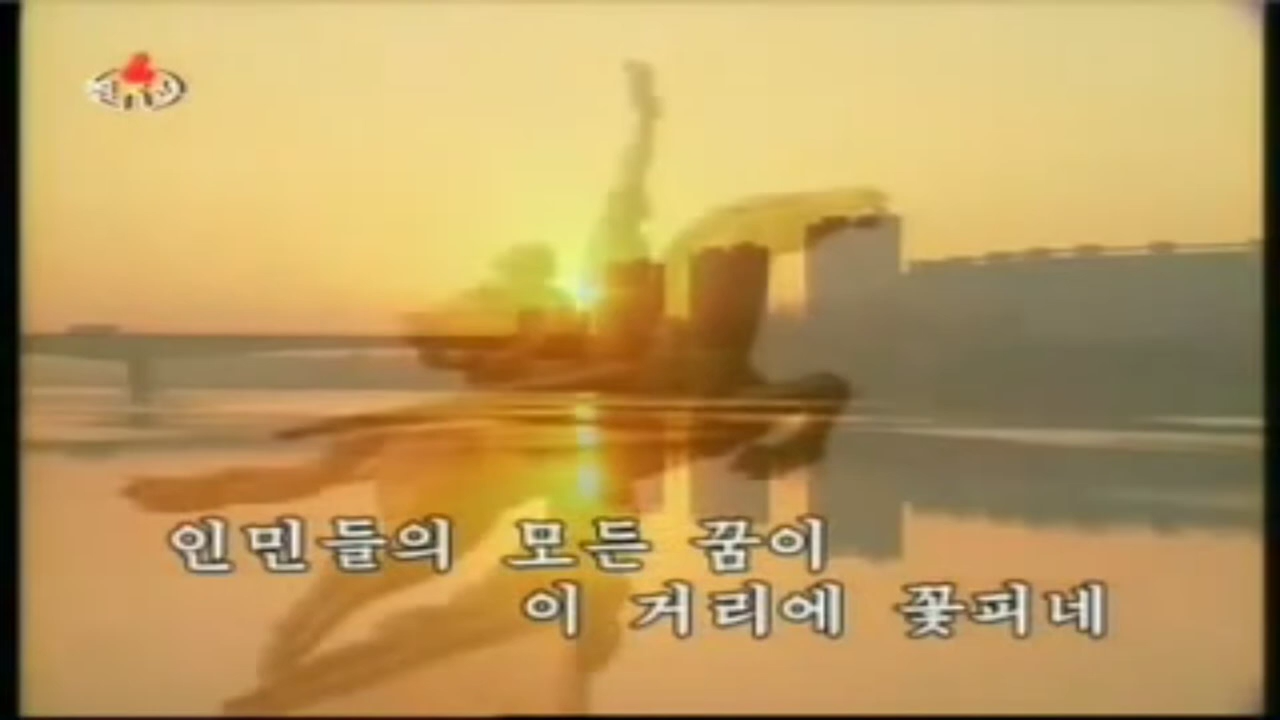 인민들의 모든 꿈이
이 거리에 꽃피네